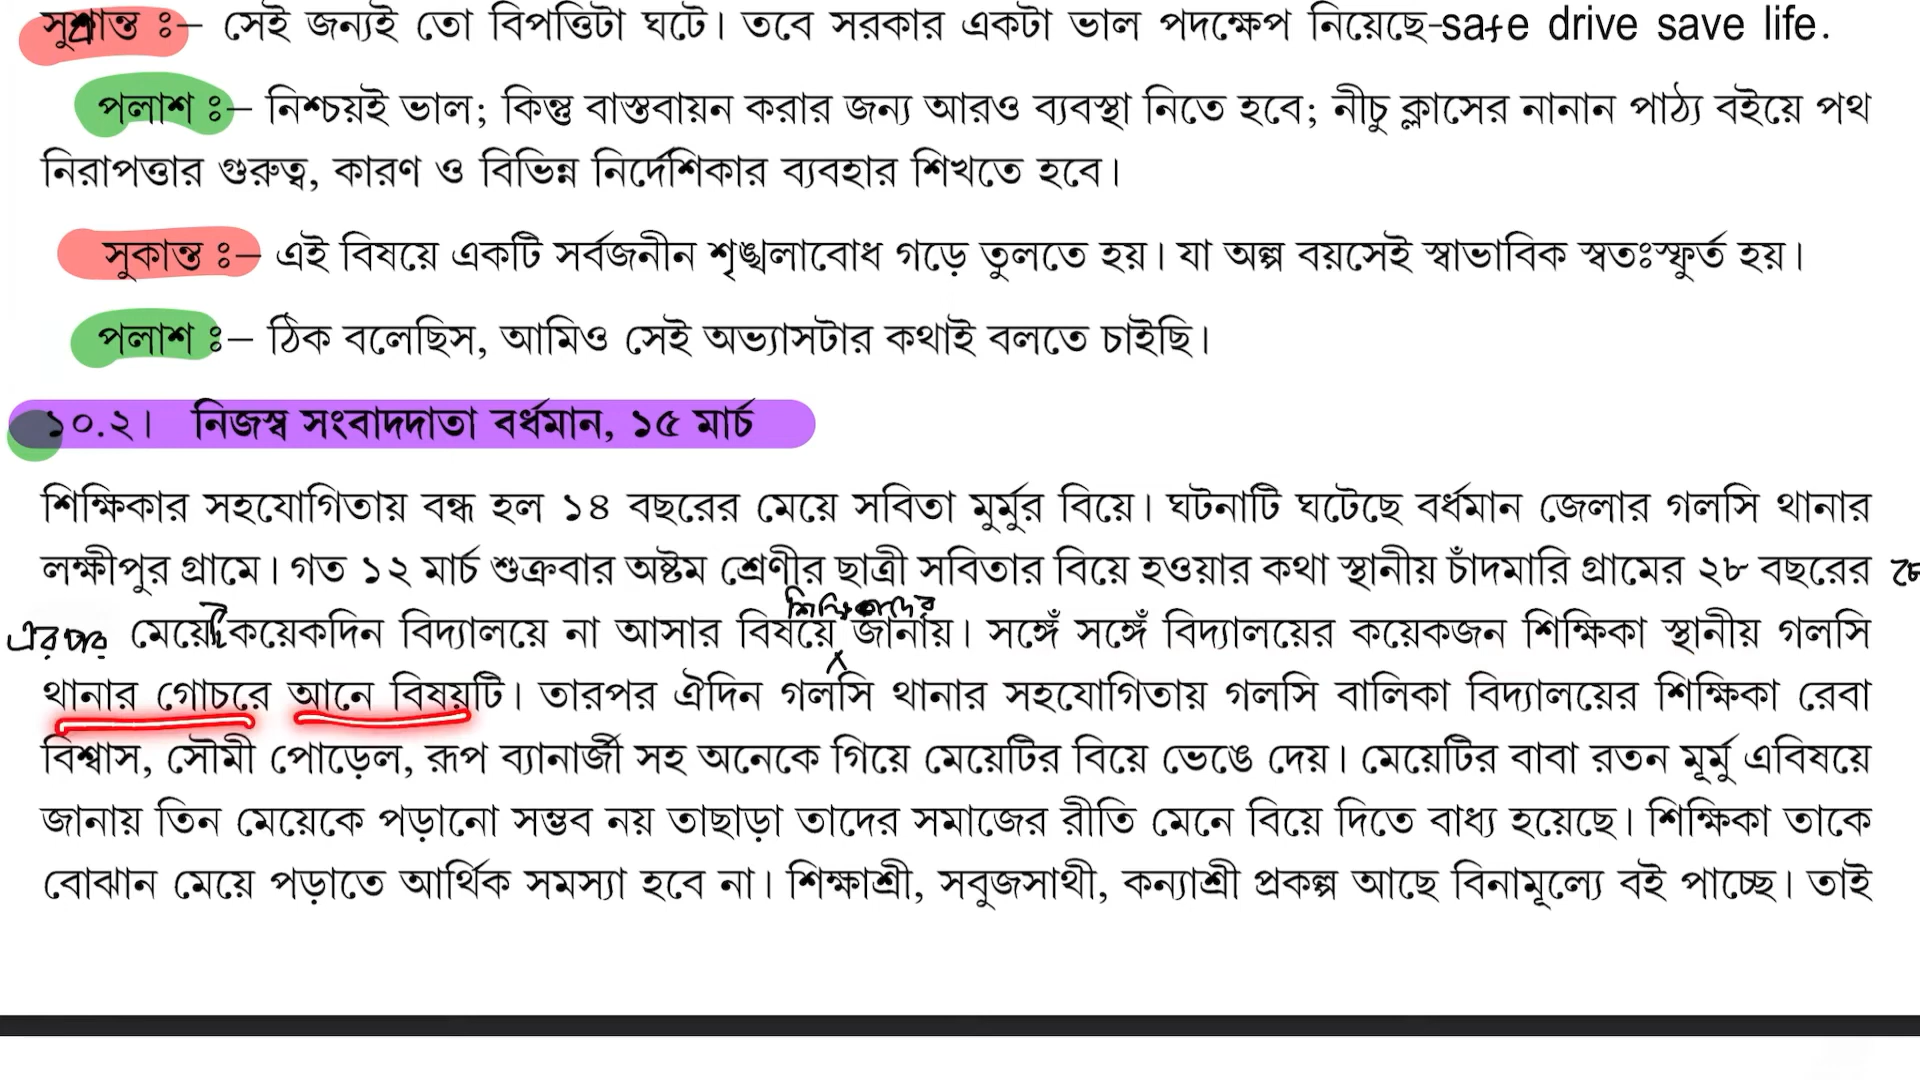 সুকান্ত ঃ– সেই জন্যই তো বিপত্তিটা ঘটে। তবে সরকার একটা ভাল পদক্ষেপ নিয়েছে-safe drive save life.
পলাশ ঃ– নিশ্চয়ই ভাল; কিন্তু বাস্তবায়ন করার জন্য আরও ব্যবস্থা নিতে হবে; নীচু ক্লাসের নানান পাঠ্য বইয়ে পথ
নিরাপত্তার গুরুত্ব, কারণ ও বিভিন্ন নির্দেশিকার ব্যবহার শিখতে হবে।
সুকান্ত ঃ– এই বিষয়ে একটি সর্বজনীন শৃঙ্খলাবোধ গড়ে তুলতে হয়। যা অল্প বয়সেই স্বাভাবিক স্বতঃস্ফুর্ত হয়।
পলাশ ঃ– ঠিক বলেছিস, আমিও সেই অভ্যাসটার কথাই বলতে চাইছি।
১০.২। নিজস্ব সংবাদদাতা বর্ধমান, ১৫ মার্চ
শিক্ষিকার সহযোগিতায় বন্ধ হল ১৪ বছরের মেয়ে সবিতা মুর্মুর বিয়ে। ঘটনাটি ঘটেছে বর্ধমান জেলার গলসি থানার
লক্ষীপুর গ্রামে। গত ১২ মার্চ শুক্রবার অষ্টম শ্রেণীর ছাত্রী সবিতার বিয়ে হওয়ার কথা স্থানীয় চাঁদমারি গ্রামের ২৮ বছরের
শিক্ষিকাদের
এরপর মেয়েটি কয়েকদিন বিদ্যালয়ে না আসার বিষয়ে জানায়। সঙ্গেঁ সঙ্গেঁ বিদ্যালয়ের কয়েকজন শিক্ষিকা স্থানীয় গলসি
থানার গোচরে আনে বিষয়টি। তারপর ঐদিন গলসি থানার সহযোগিতায় গলসি বালিকা বিদ্যালয়ের শিক্ষিকা রেবা
বিশ্বাস, সৌমী পোড়েল, রূপ ব্যানার্জী সহ অনেকে গিয়ে মেয়েটির বিয়ে ভেঙে দেয়। মেয়েটির বাবা রতন মূর্মু এবিষয়ে
জানায় তিন মেয়েকে পড়ানো সম্ভব নয় তাছাড়া তাদের সমাজের রীতি মেনে বিয়ে দিতে বাধ্য হয়েছে। শিক্ষিকা তাকে
বোঝান মেয়ে পড়াতে আর্থিক সমস্যা হবে না। শিক্ষাশ্রী, সবুজসাথী, কন্যাশ্রী প্রকল্প আছে বিনামূল্যে বই পাচ্ছে। তাই